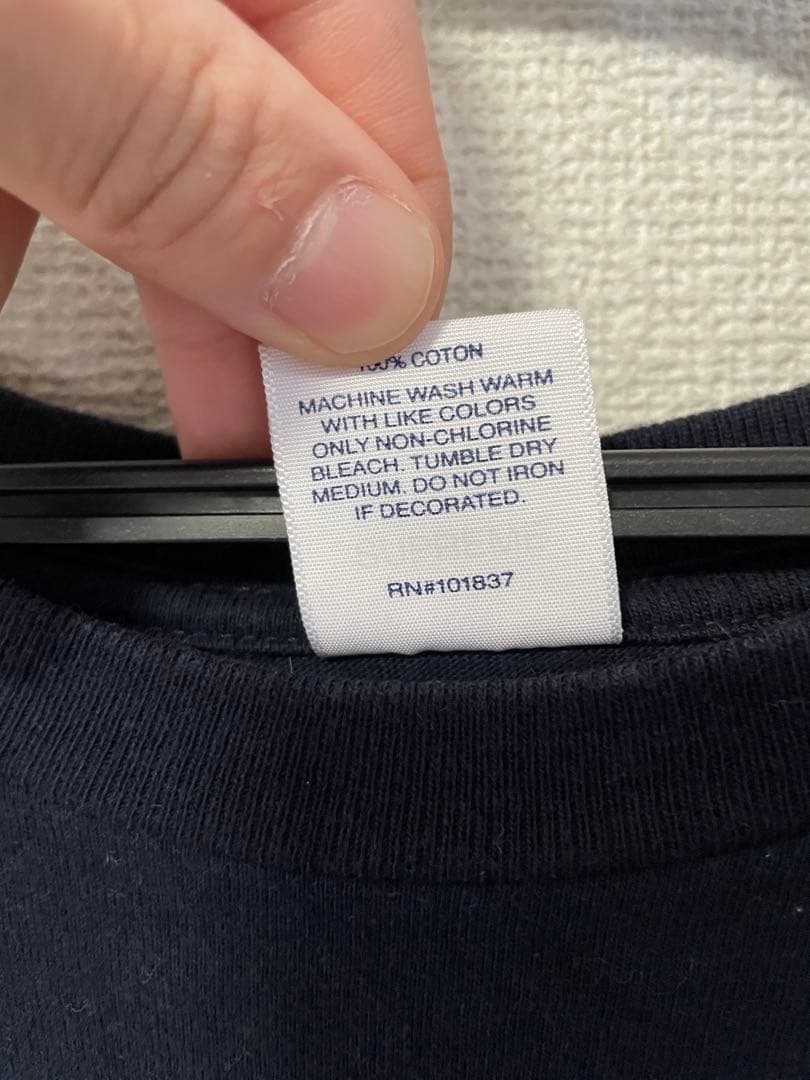 100% COTON
MACHINE WASH WARM
WITH LIKE COLORS
ONLY NON-CHLORINE
BLEACH. TUMBLE DRY
MEDIUM. DO NOT IRON
IF DECORATED.
RN#101837